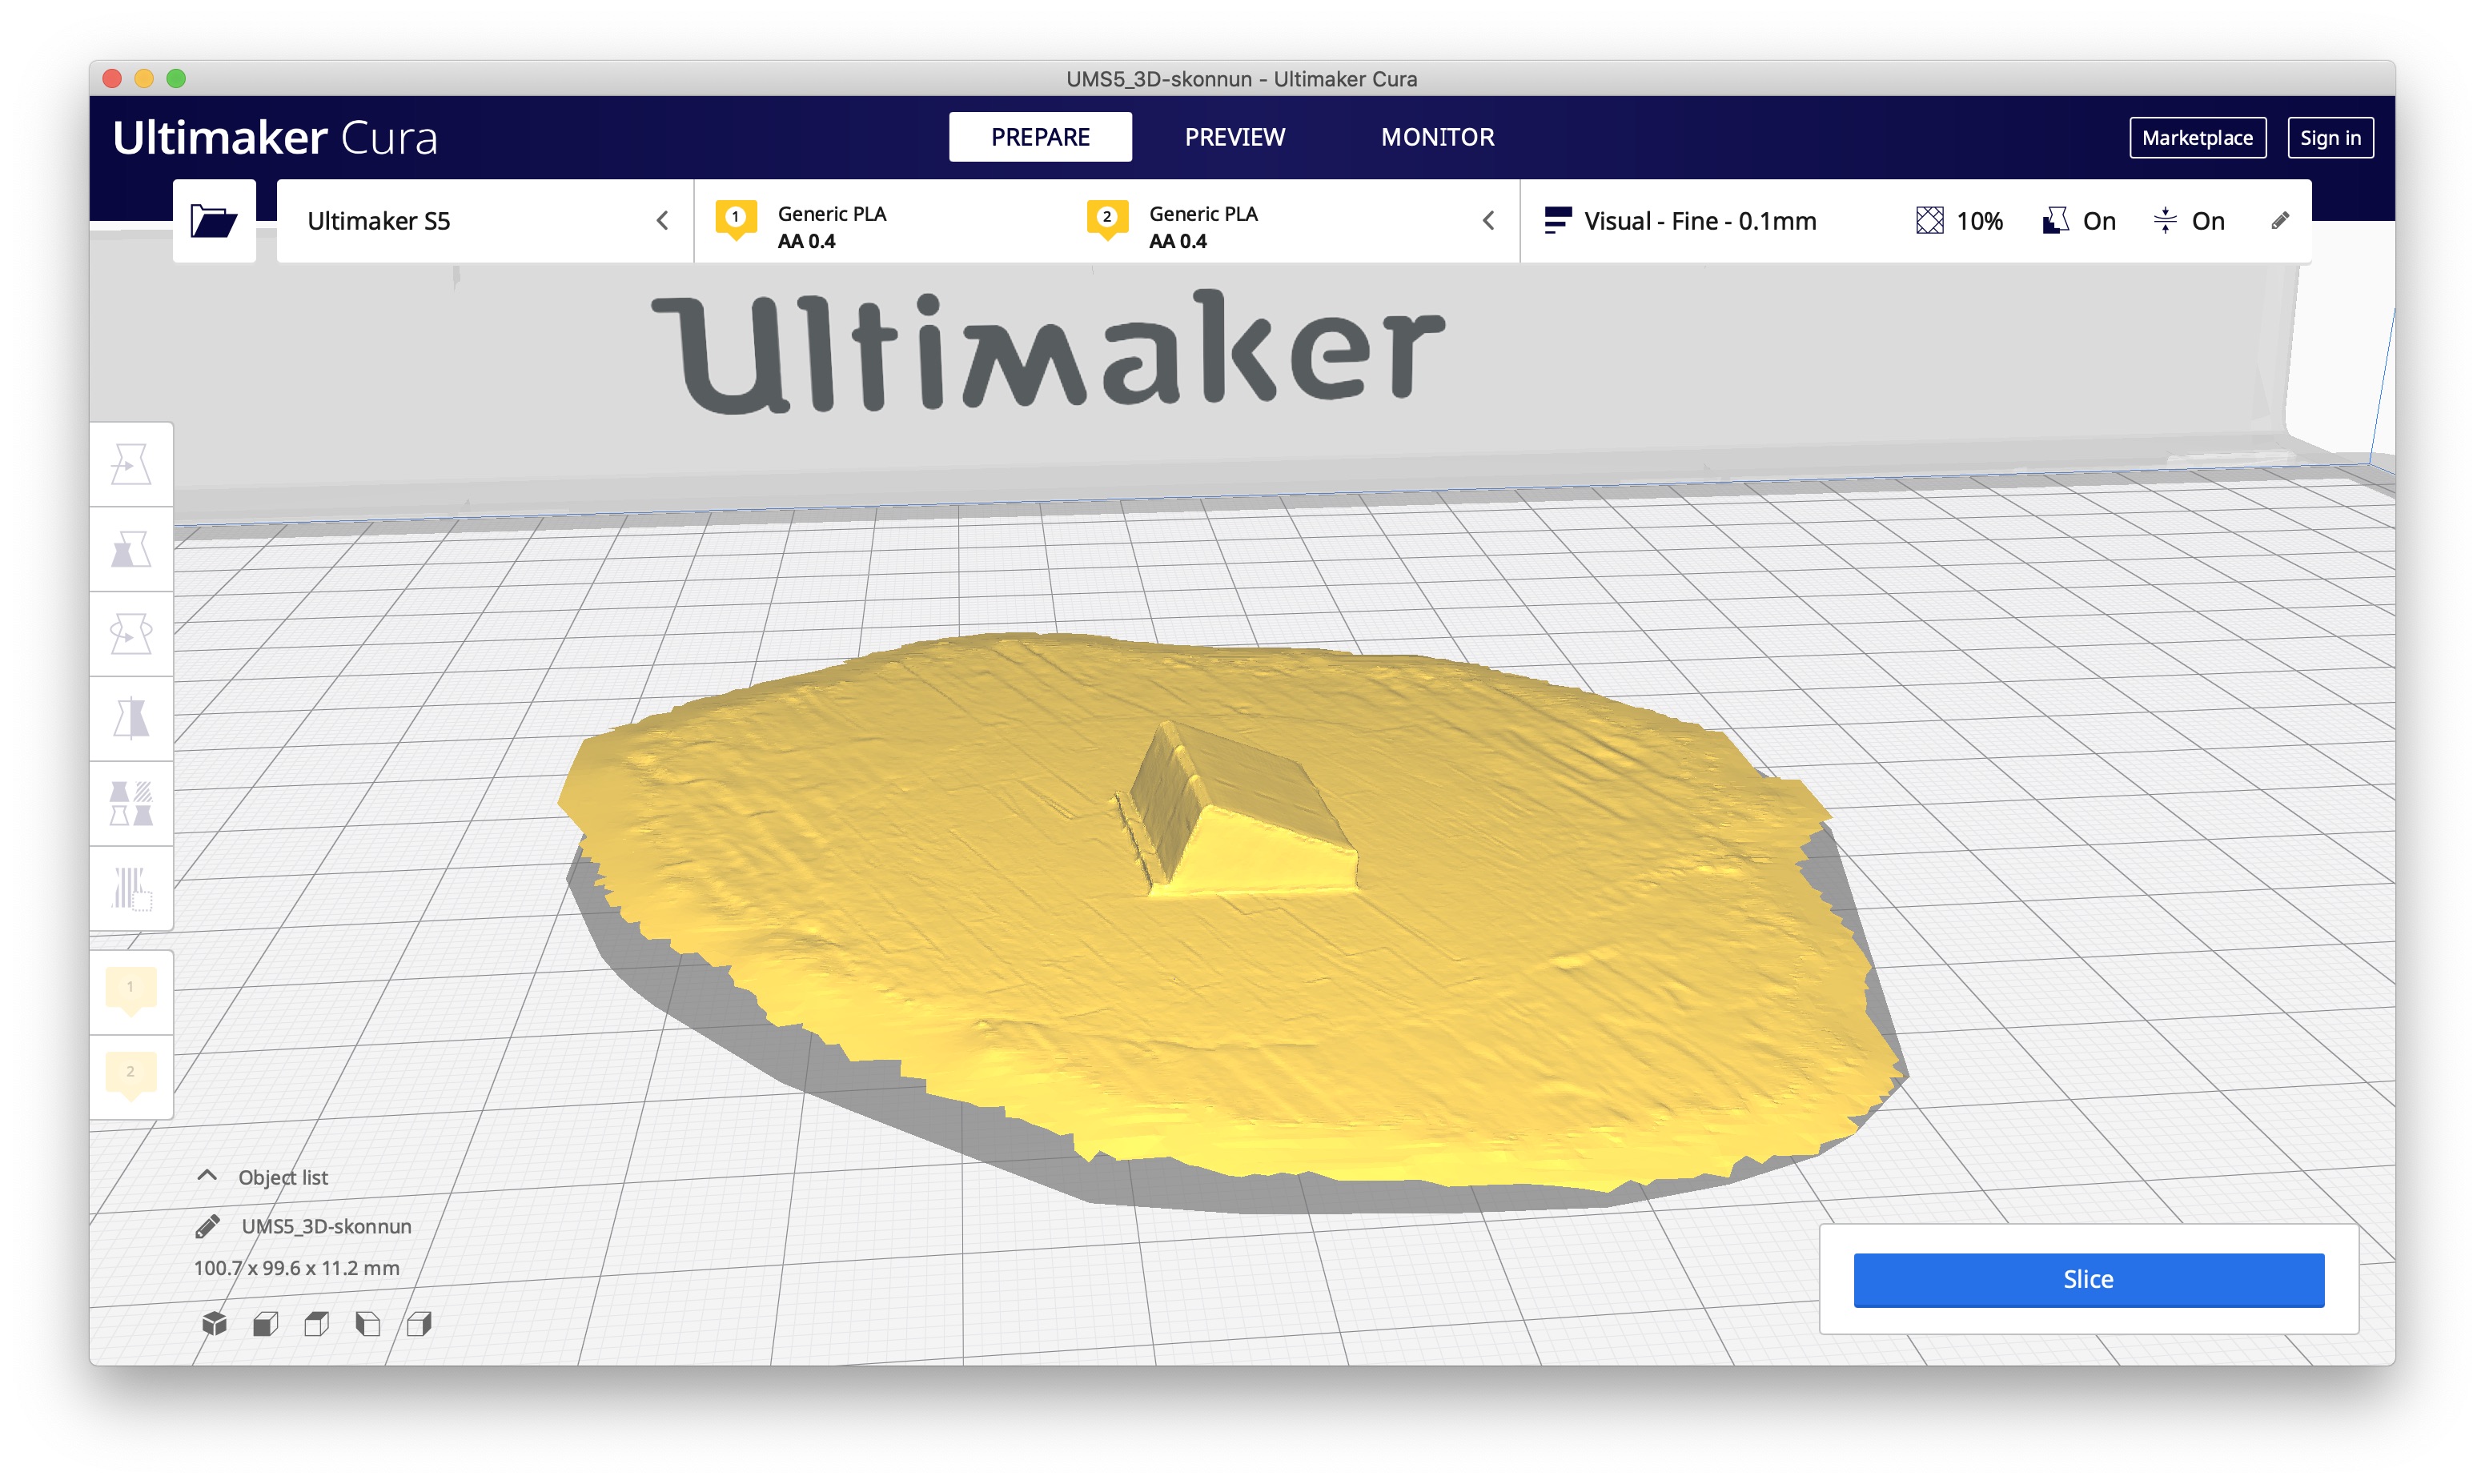 UMS5_3D-skonnun - Ultimaker Cura
Ultimaker Cura
PREPARE
PREVIEW
MONITOR
Marketplace
Sign in
Ultimaker S5
1
Generic PLA
AA 0.4
2
Generic PLA
AA 0.4
Visual - Fine - 0.1mm
10%
On
On
Ultimaker
1
2
Object list
UMS5_3D-skonnun
100.7 x 99.6 x 11.2 mm
Slice